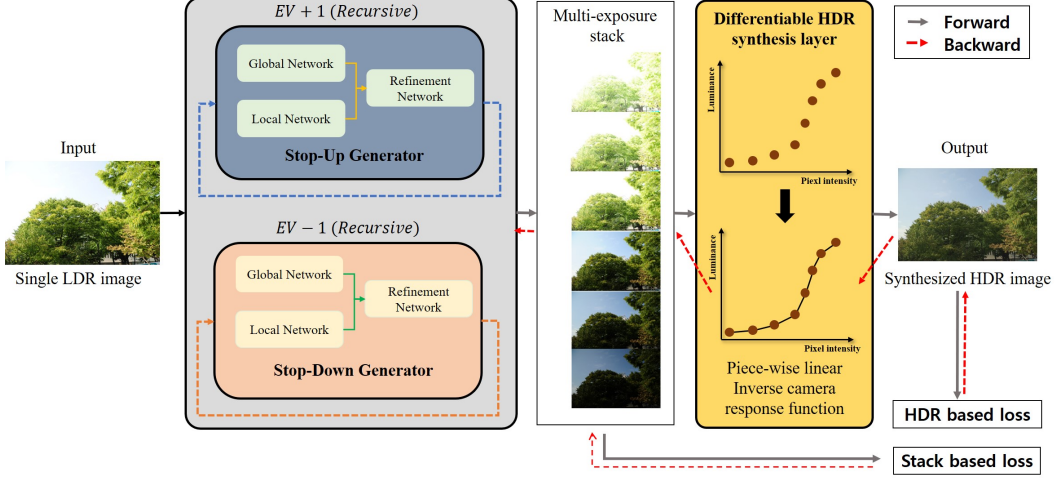 Input
Single LDR image
EV + 1 (Recursive)
Global Network
Local Network
Refinement
Network
Stop-Up Generator
EV − 1 (Recursive)
Global Network
Local Network
Refinement
Network
Stop-Down Generator
Multi-exposure
stack
Differentiable HDR
synthesis layer
Luminance
Piexl intensity
Luminance
Pixel intensity
Piece-wise linear
Inverse camera
response function
Forward
Backward
Output
Synthesized HDR image
HDR based loss
Stack based loss